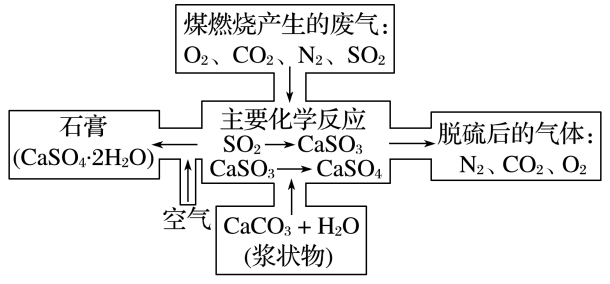 煤燃烧产生的废气：
O₂、CO₂、N₂、SO₂
石膏
(CaSO₄·2H₂O)
主要化学反应
SO₂→CaSO₃
CaSO₃→CaSO₄
脱硫后的气体：
N₂、CO₂、O₂
空气
CaCO₃＋H₂O
(浆状物)